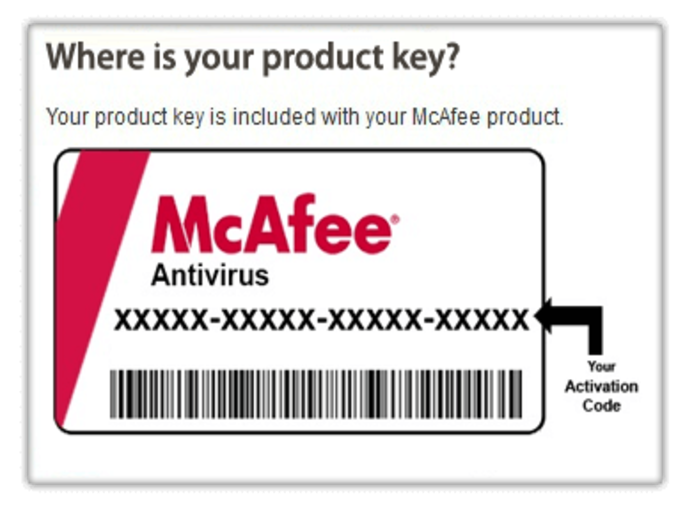 Where is your product key?
Your product key is included with your McAfee product.
McAfee®
Antivirus
XXXXX-XXXXX-XXXXX-XXXXX
Your
Activation
Code